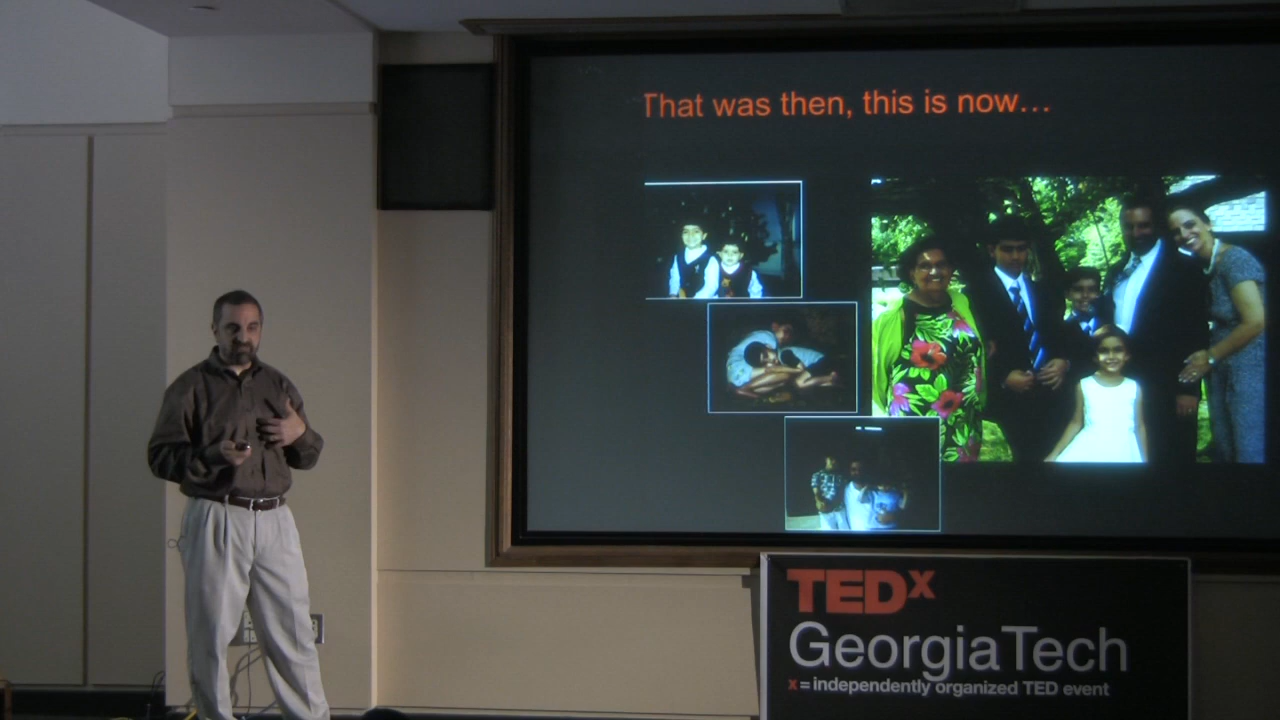 That was then, this is now…
TEDx
GeorgiaTech
x = independently organized TED event